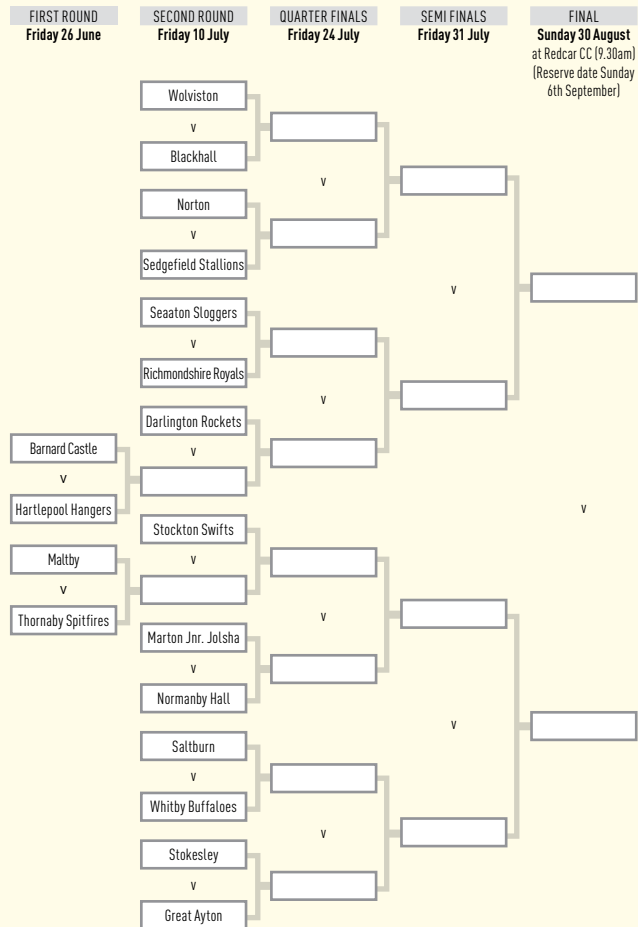 FIRST ROUND
Friday 26 June
SECOND ROUND
Friday 10 July
QUARTER FINALS
Friday 24 July
SEMI FINALS
Friday 31 July
FINAL
Sunday 30 August
at Redcar CC (9.30am)
(Reserve date Sunday
6th September)
Barnard Castle
v
Hartlepool Hangers
Maltby
v
Thornaby Spitfires
Wolviston
v
Blackhall
Norton
v
Sedgefield Stallions
Seaaton Sloggers
v
Richmondshire Royals
Darlington Rockets
v
Stockton Swifts
v
Marton Jnr. Jolsha
v
Normanby Hall
Saltburn
v
Whitby Buffaloes
Stokesley
v
Great Ayton
v
v
v
v
v
v
v